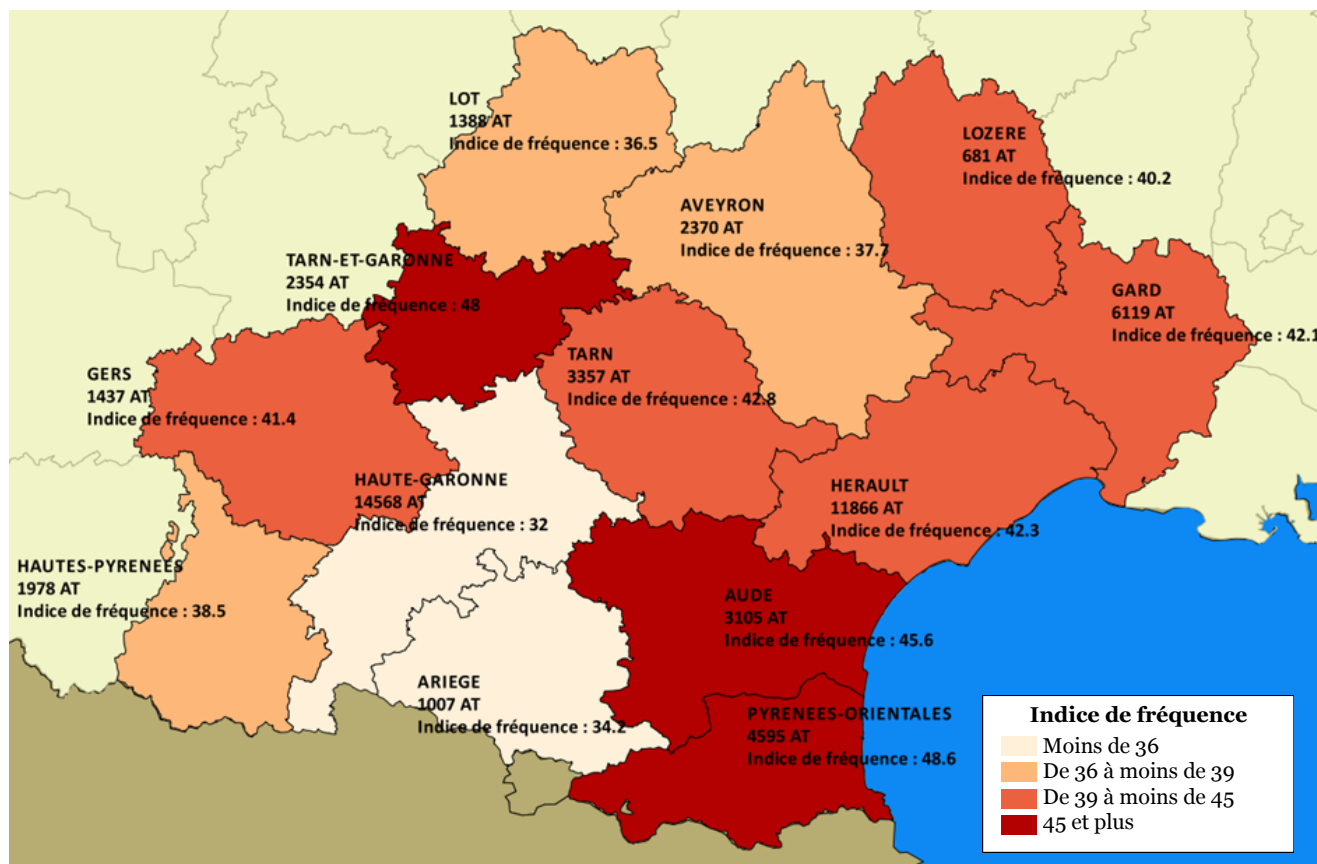 LOT
1388 AT
Indice de fréquence : 36.5
LOZERE
681 AT
Indice de fréquence : 40.2
AVEYRON
2370 AT
Indice de fréquence : 37.7
TARN-ET-GARONNE
2354 AT
Indice de fréquence : 48
GARD
6119 AT
Indice de fréquence : 42.1
TARN
3357 AT
Indice de fréquence : 42.8
GERS
1437 AT
Indice de fréquence : 41.4
HAUTE-GARONNE
14568 AT
Indice de fréquence : 32
HERAULT
11866 AT
Indice de fréquence : 42.3
HAUTES-PYRENEES
1978 AT
Indice de fréquence : 38.5
AUDE
3105 AT
Indice de fréquence : 45.6
ARIEGE
1007 AT
Indice de fréquence : 34.2
PYRENEES-ORIENTALES
4595 AT
Indice de fréquence : 48.6
Indice de fréquence
Moins de 36
De 36 à moins de 39
De 39 à moins de 45
45 et plus